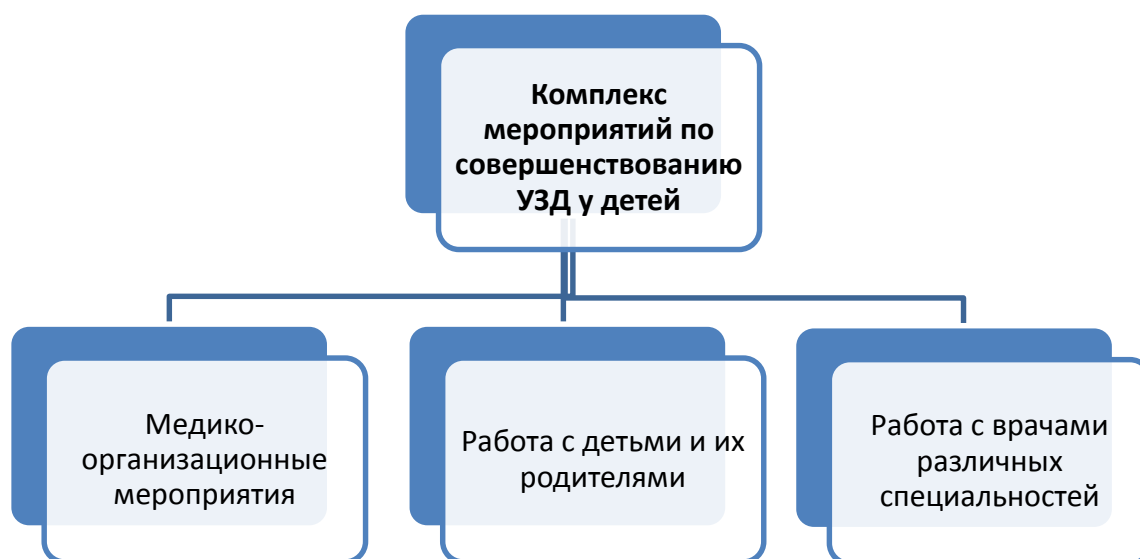 Комплекс
мероприятий по
совершенствованию
УЗД у детей
Медико-
организационные
мероприятия
Работа с детьми и их
родителями
Работа с врачами
различных
специальностей